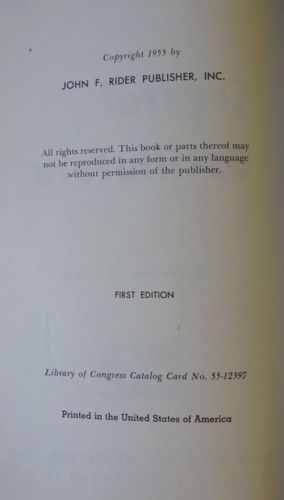 Copyright 1955 by
JOHN F. RIDER PUBLISHER, INC.
All rights reserved. This book or parts thereof may
not be reproduced in any form or in any language
without permission of the publisher.
FIRST EDITION
Library of Congress Catalog Card No. 55-12397
Printed in the United States of America